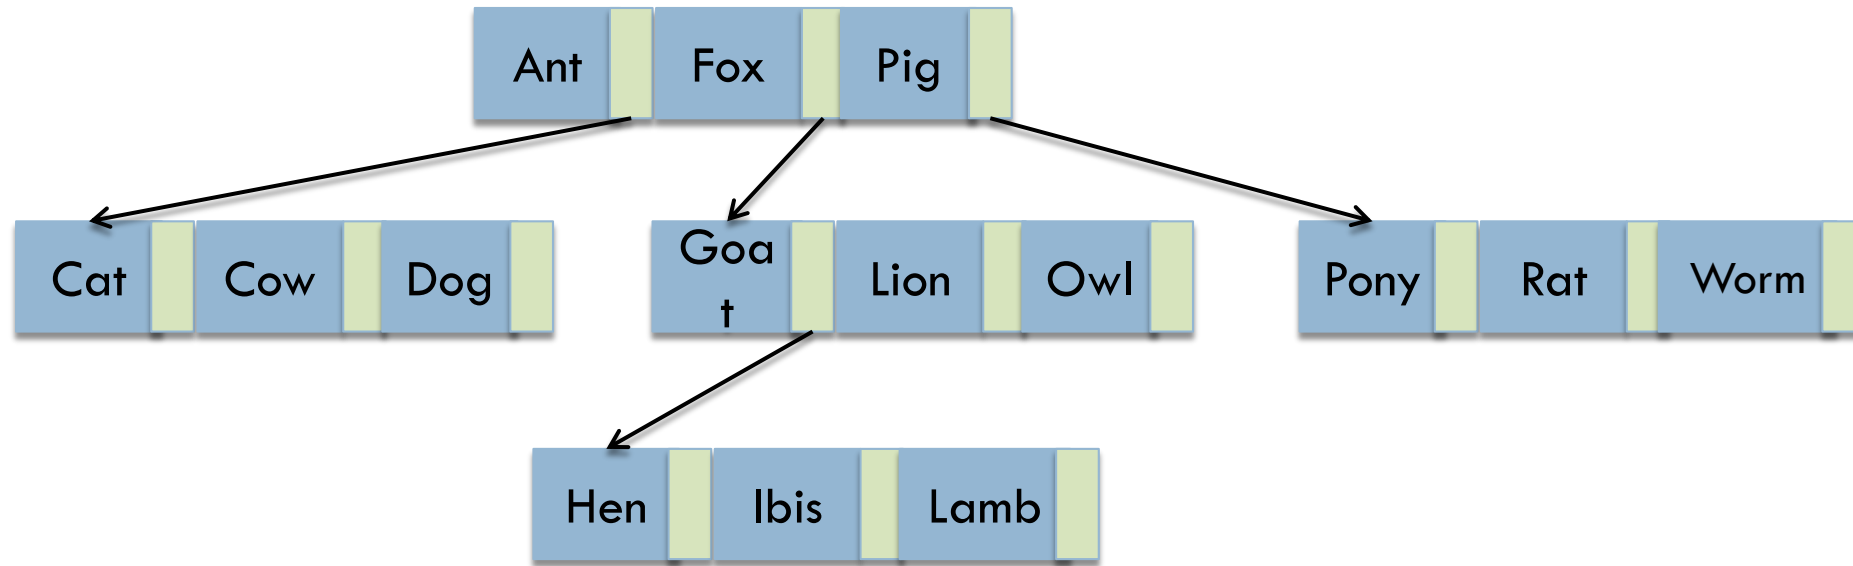 Ant Fox Pig
Cat Cow Dog Goa
t Lion Owl Pony Rat Worm
Hen Ibis Lamb